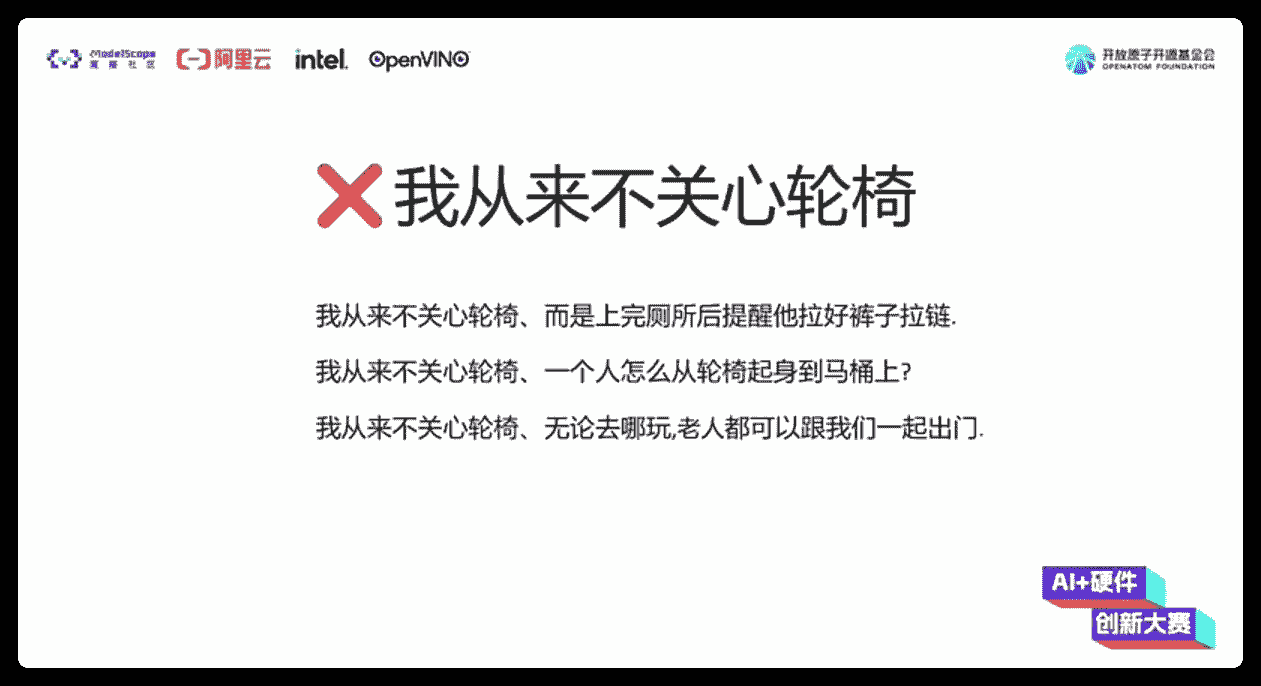 ModelScope
魔搭社区
阿里云
intel.
OpenVINO
开放原子开源基金会
OPENATOM FOUNDATION
❌我从来不关心轮椅
我从来不关心轮椅、而是上完厕所后提醒他拉好裤子拉链.
我从来不关心轮椅、一个人怎么从轮椅起身到马桶上?
我从来不关心轮椅、无论去哪玩,老人都可以跟我们一起出门.
AI+硬件
创新大赛